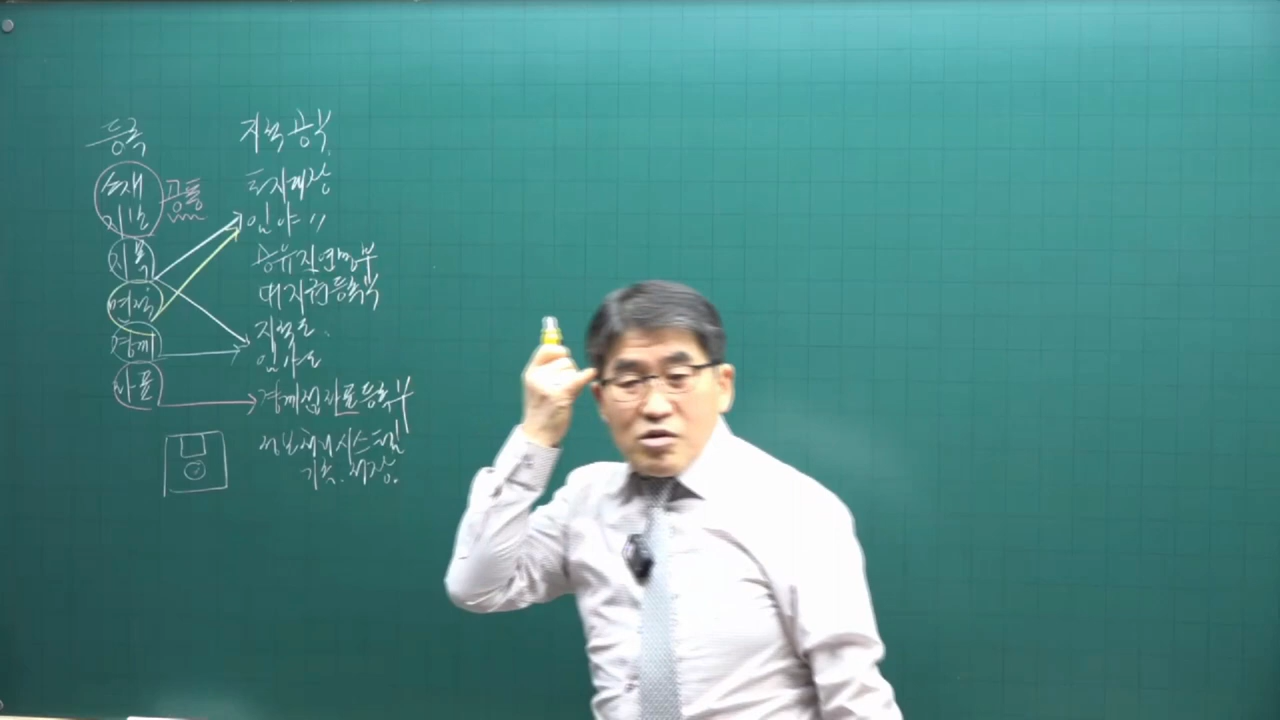 등록
소재
지번
공통
지목
면적
경계
좌표
지적공부
토지대장
임야 〃
공유지연명부
대지권등록부
지적도
임야도
경계점좌표등록부
정보처리시스템
기록.저장.